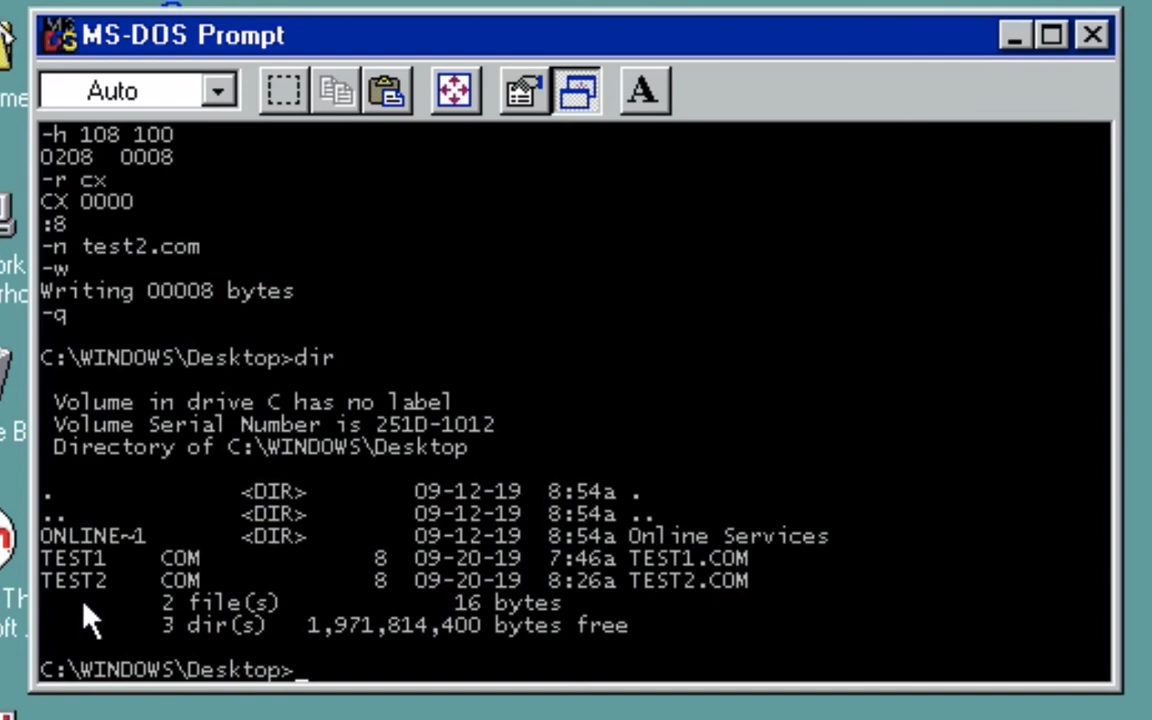 MS-DOS Prompt
Auto
A
-h 108 100
0208  0008
-r cx
CX 0000
:8
-n test2.com
-w
Writing 00008 bytes
-q
C:\WINDOWS\Desktop>dir
Volume in drive C has no label
Volume Serial Number is 251D-1012
Directory of C:\WINDOWS\Desktop
.              <DIR>        09-12-19  8:54a .
..             <DIR>        09-12-19  8:54a ..
ONLINE~1       <DIR>        09-12-19  8:54a Online Services
TEST1    COM             8  09-20-19  7:46a TEST1.COM
TEST2    COM             8  09-20-19  8:26a TEST2.COM
2 file(s)             16 bytes
3 dir(s)   1,971,814,400 bytes free
C:\WINDOWS\Desktop>_